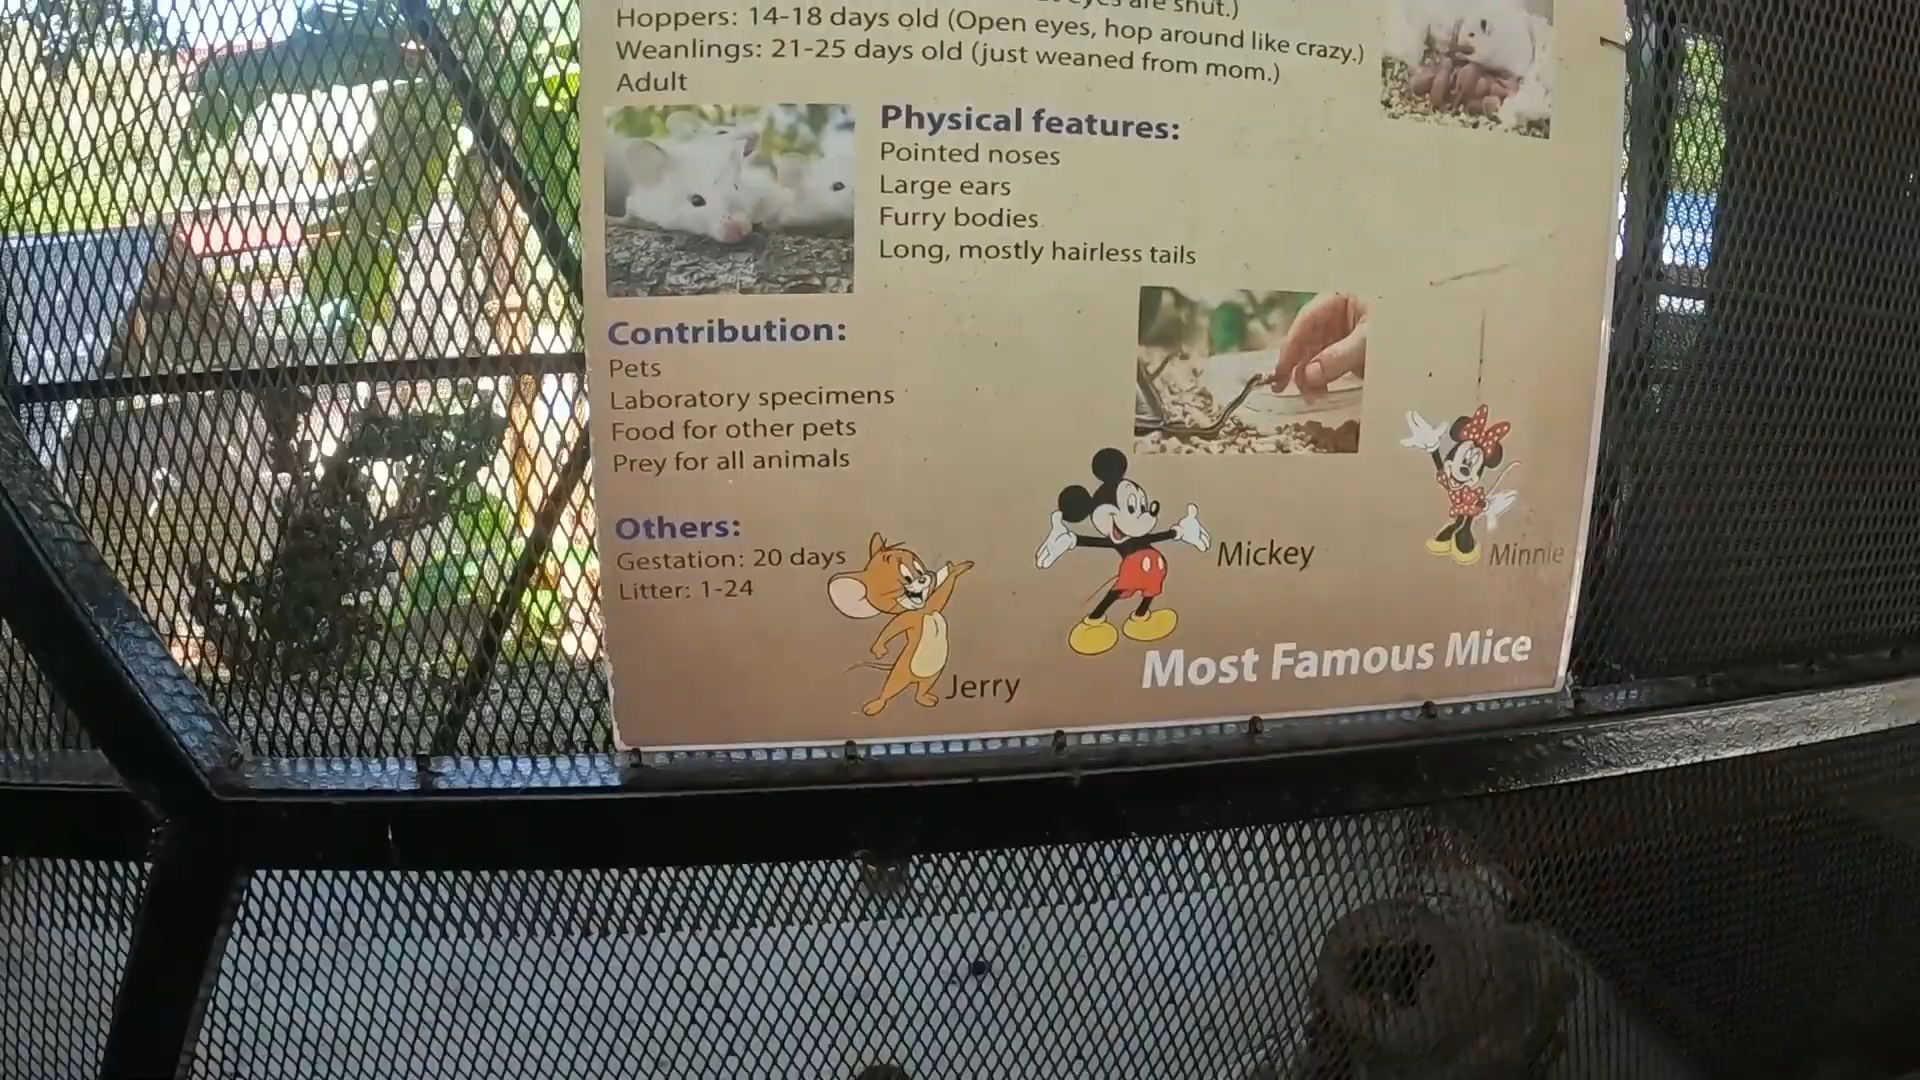 eyes are shut.)
Hoppers: 14-18 days old (Open eyes, hop around like crazy.)
Weanlings: 21-25 days old (just weaned from mom.)
Adult
Physical features:
Pointed noses
Large ears
Furry bodies
Long, mostly hairless tails
Contribution:
Pets
Laboratory specimens
Food for other pets
Prey for all animals
Others:
Gestation: 20 days
Litter: 1-24
Jerry
Mickey
Minnie
Most Famous Mice